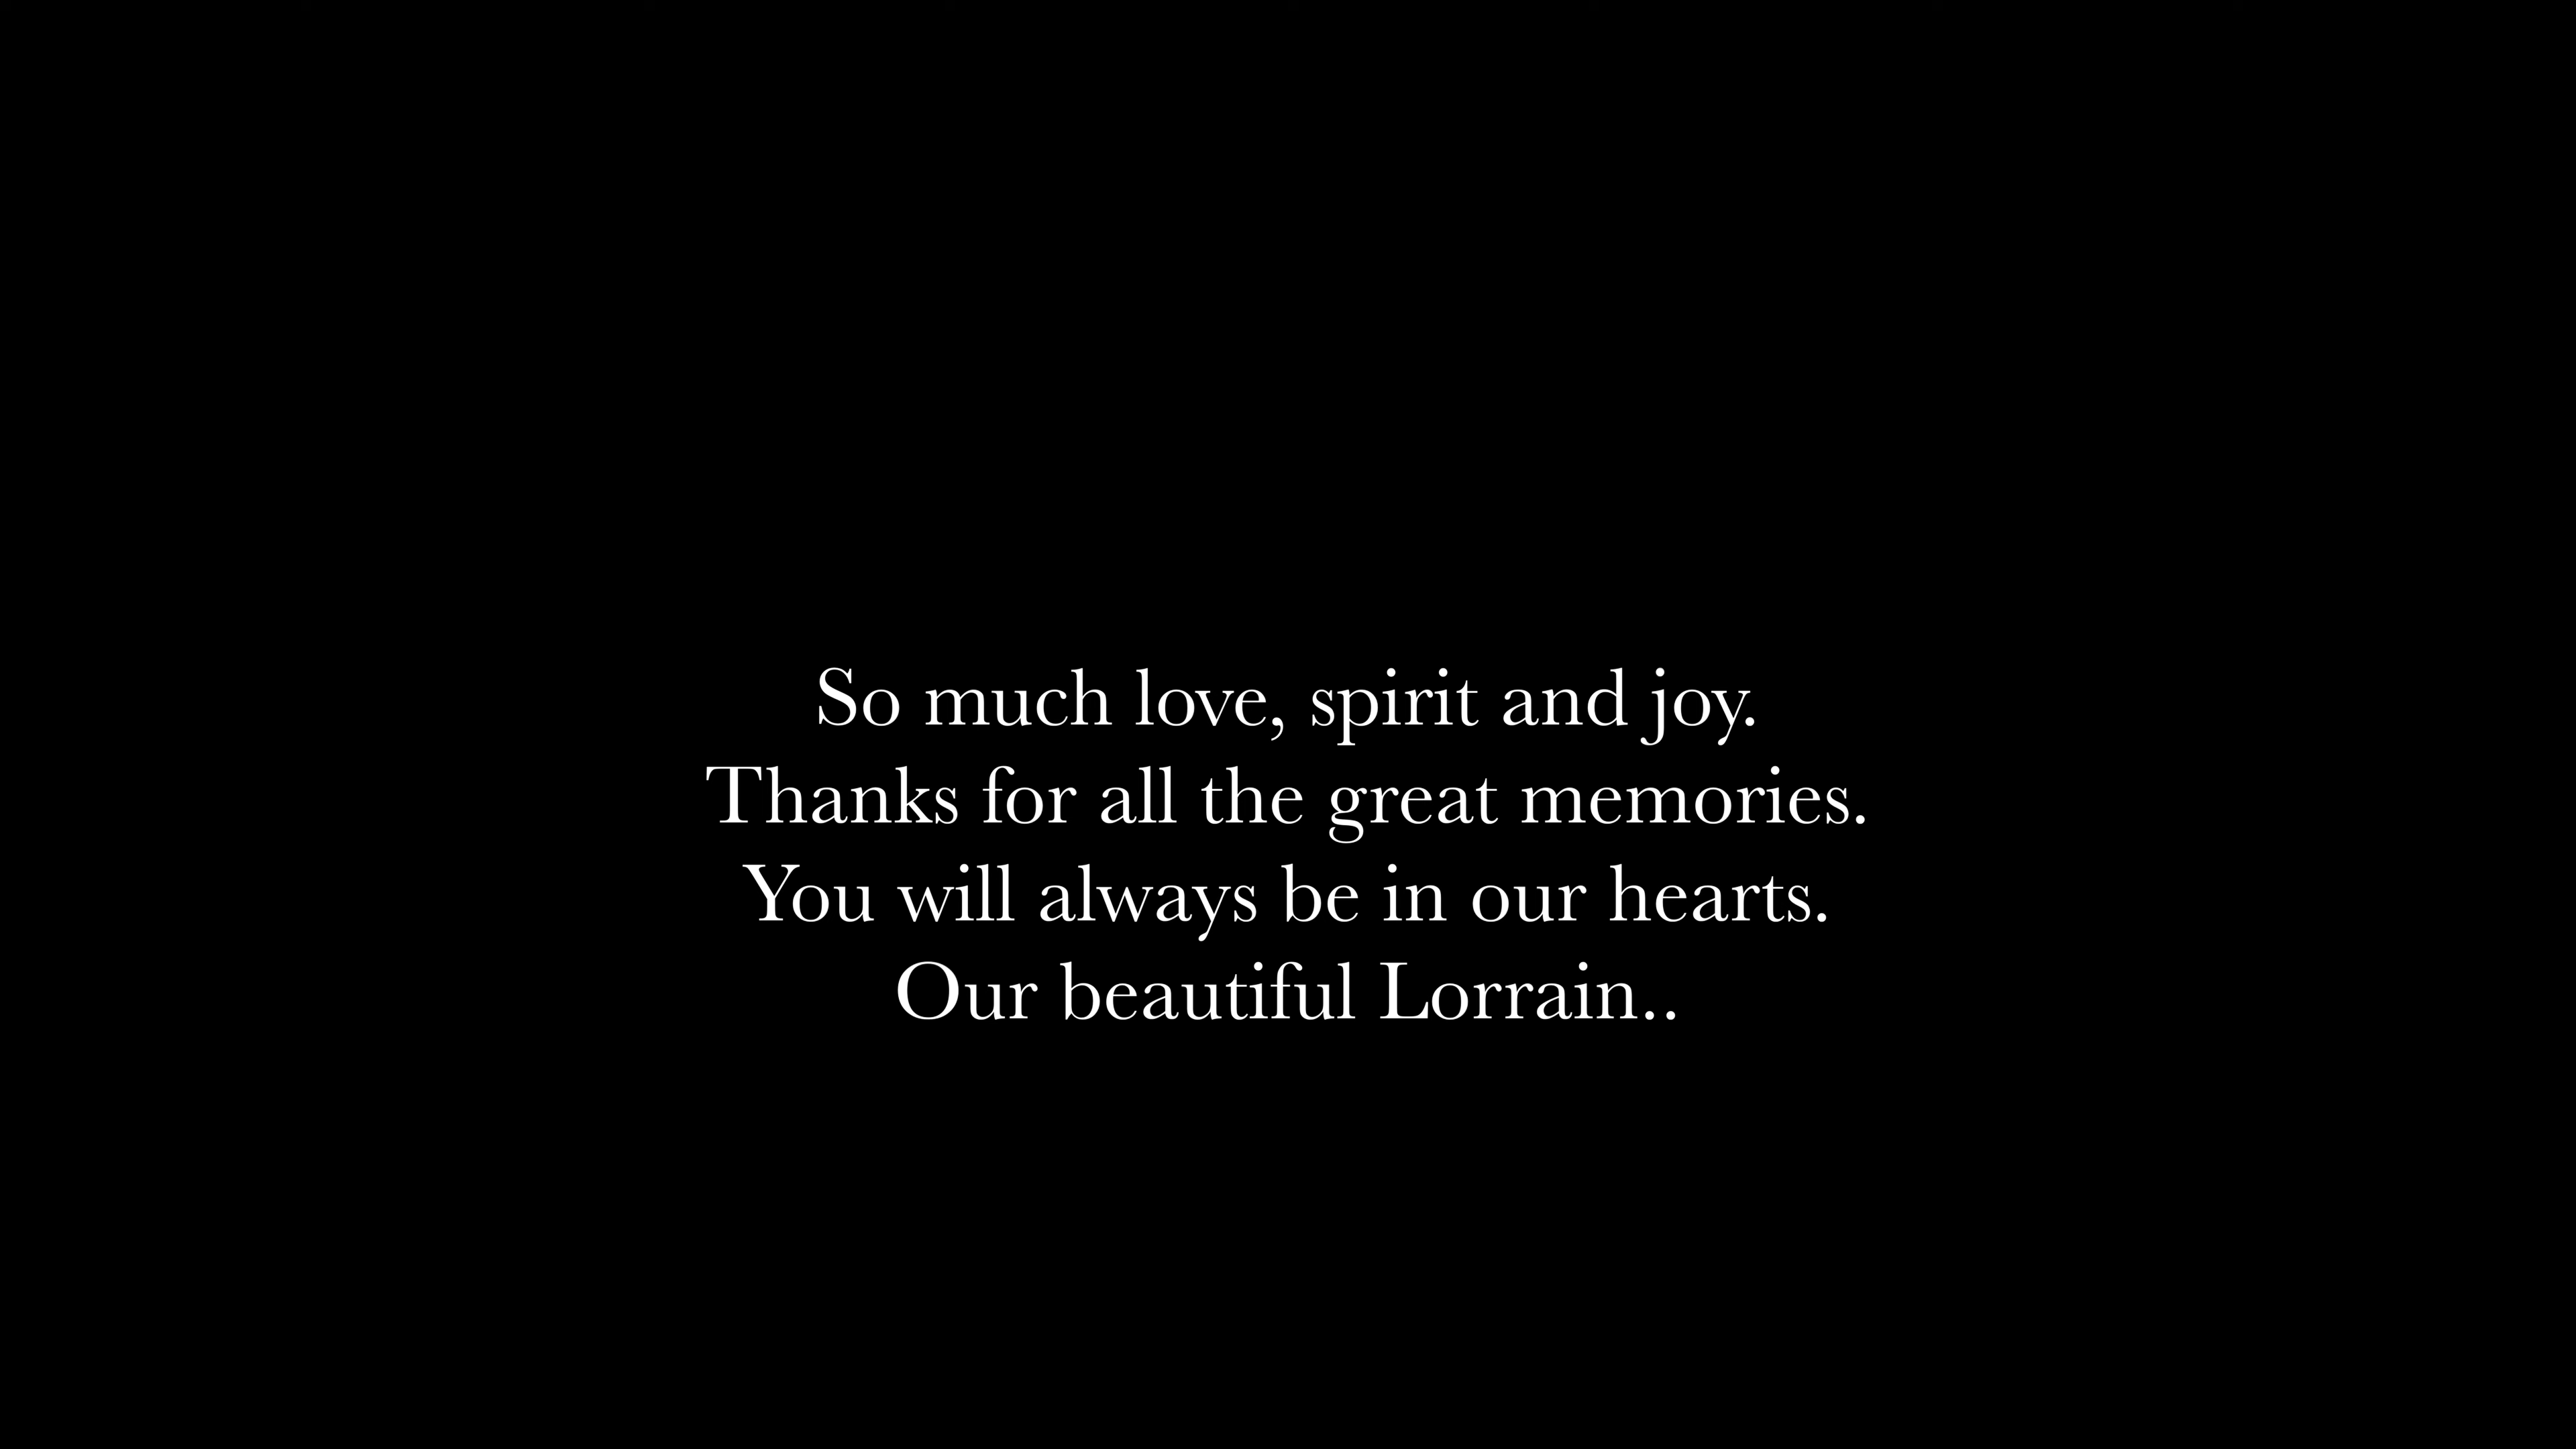 So much love, spirit and joy.
Thanks for all the great memories.
You will always be in our hearts.
Our beautiful Lorrain..